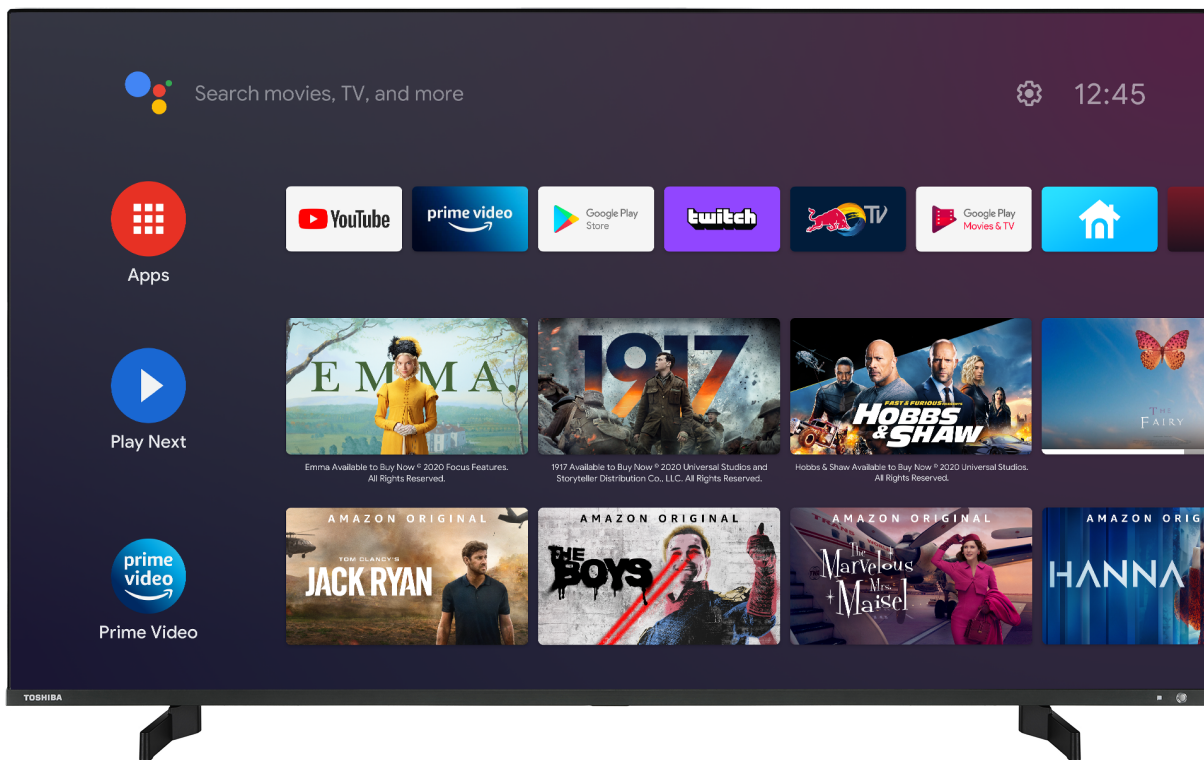 Search movies, TV, and more
12:45
Apps
YouTube
prime video
Google Play
Store
twitch
TV
Google Play
Movies & TV
Play Next
EMMA.
1917
FAST & FURIOUS PRESENTS
HOBBS
& SHAW
THE
FAIRY
Emma Available to Buy Now © 2020 Focus Features.
All Rights Reserved.
1917 Available to Buy Now © 2020 Universal Studios and
Storyteller Distribution Co., LLC. All Rights Reserved.
Hobbs & Shaw Available to Buy Now © 2020 Universal Studios.
All Rights Reserved.
prime
video
Prime Video
AMAZON ORIGINAL
TOM CLANCY'S
JACK RYAN
AMAZON ORIGINAL
THE
BOYS
AMAZON ORIGINAL
The
Marvelous
Mrs.
Maisel
AMAZON ORIG
HANNA
TOSHIBA